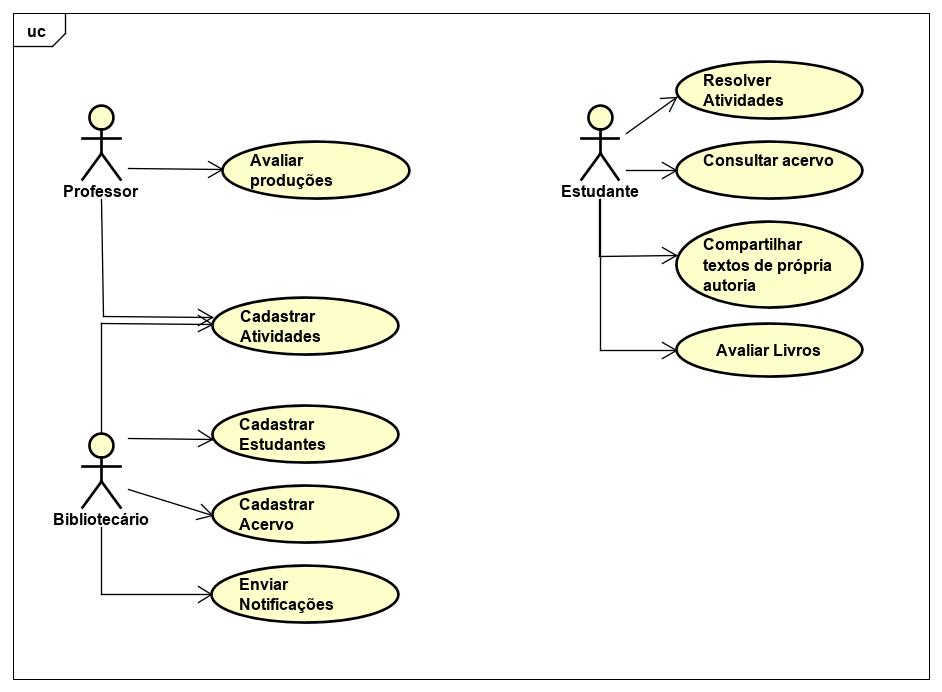 uc
Professor
Avaliar
produções
Cadastrar
Atividades
Bibliotecário
Cadastrar
Estudantes
Cadastrar
Acervo
Enviar
Notificações
Estudante
Resolver
Atividades
Consultar acervo
Compartilhar
textos de própria
autoria
Avaliar Livros